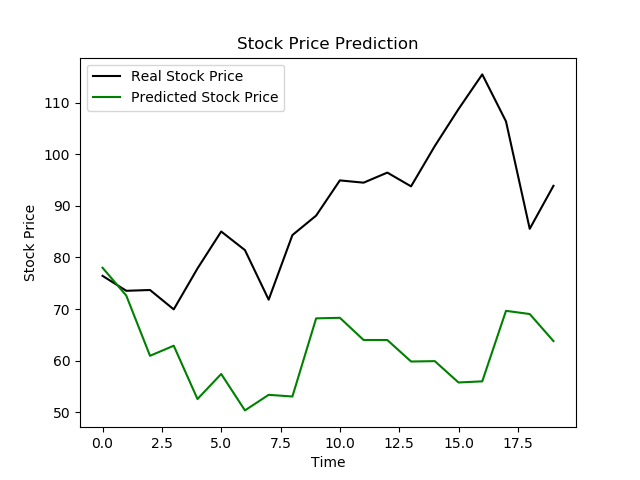 Stock Price Prediction
Real Stock Price
Predicted Stock Price
Stock Price
110
100
90
80
70
60
50
0.0 2.5 5.0 7.5 10.0 12.5 15.0 17.5
Time